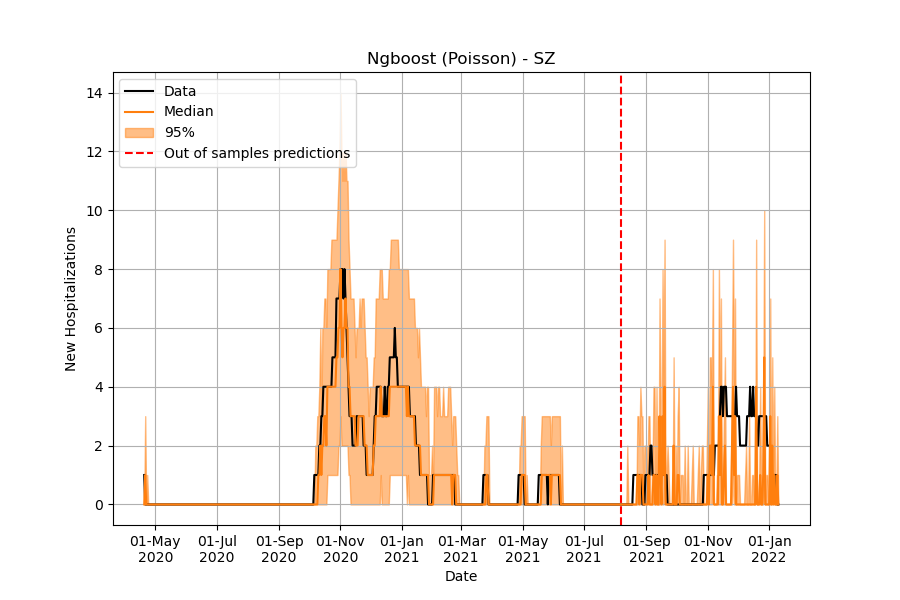 Ngboost (Poisson) - SZ
Data
Median
95%
Out of samples predictions
New Hospitalizations
14
12
10
8
6
4
2
0
01-May 01-Jul 01-Sep 01-Nov 01-Jan 01-Mar 01-May 01-Jul 01-Sep 01-Nov 01-Jan
2020 2020 2020 2020 2021 2021 2021 2021 2021 2021 2022
Date